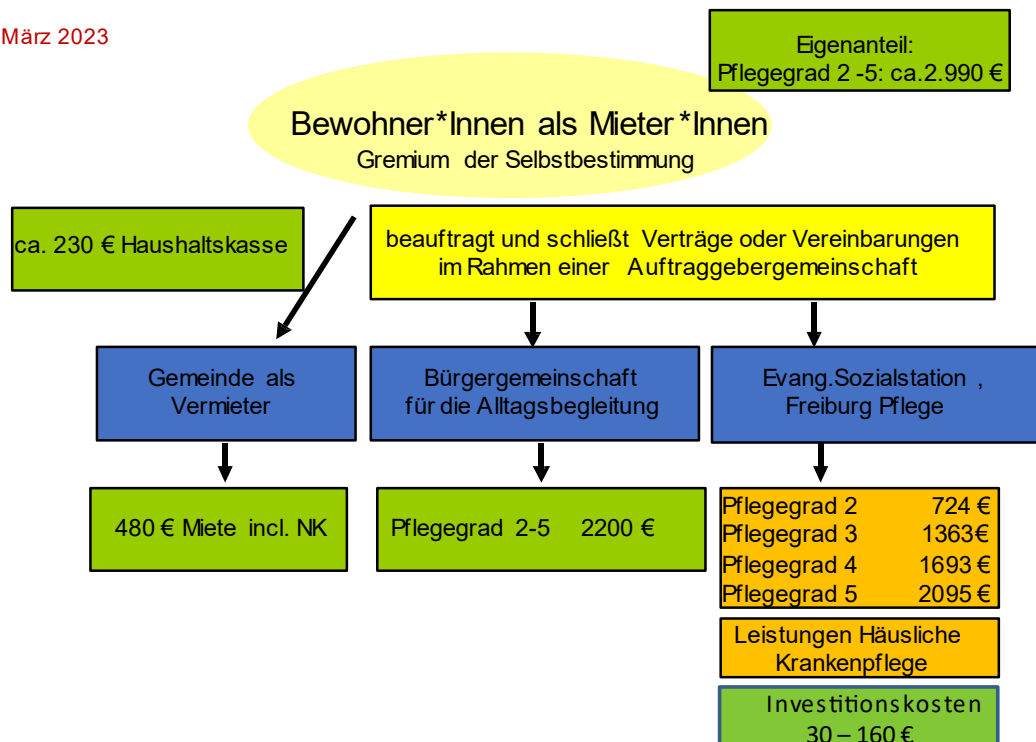 März 2023
Eigenanteil:
Pflegegrad 2 -5: ca.2.990 €
Bewohner*Innen als Mieter*Innen
Gremium der Selbstbestimmung
ca. 230 € Haushaltskasse
beauftragt und schließt Verträge oder Vereinbarungen
im Rahmen einer Auftraggebergemeinschaft
Gemeinde als
Vermieter
Bürgergemeinschaft
für die Alltagsbegleitung
Evang.Sozialstation ,
Freiburg Pflege
480 € Miete incl. NK
Pflegegrad 2-5 2200 €
Pflegegrad 2 724 €
Pflegegrad 3 1363€
Pflegegrad 4 1693 €
Pflegegrad 5 2095 €
Leistungen Häusliche
Krankenpflege
Investitionskosten
30 – 160 €